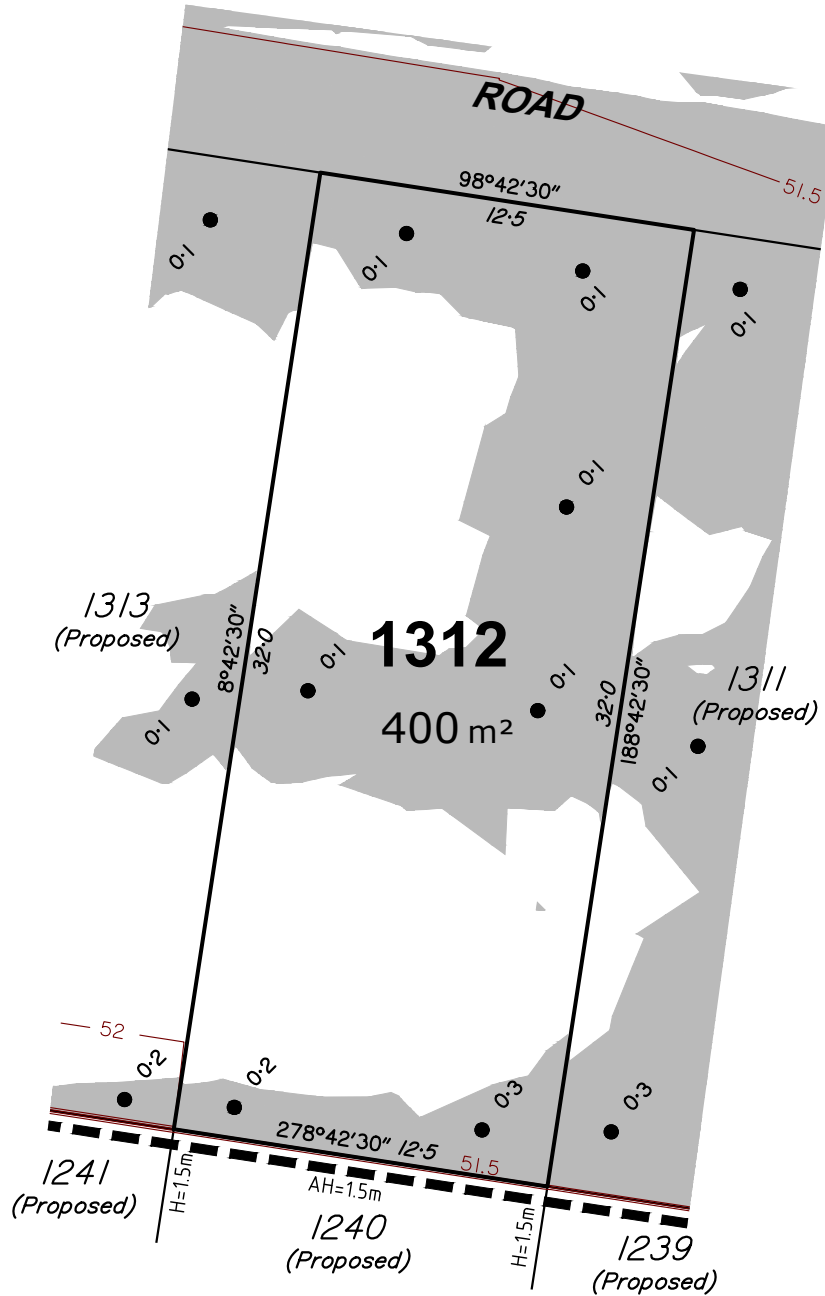 ROAD
51.5
98°42'30"
12·5
0·1
0·1
0·1
0·1
0·1
1313
(Proposed)
8°42'30"
32·0
1312
400 m²
0·1
0·1
0·1
32·0
188°42'30"
1311
(Proposed)
0·1
52
0·2
0·2
0·3
0·3
278°42'30" 12·5
51.5
1241
(Proposed)
H=1.5m
AH=1.5m
1240
(Proposed)
H=1.5m
1239
(Proposed)